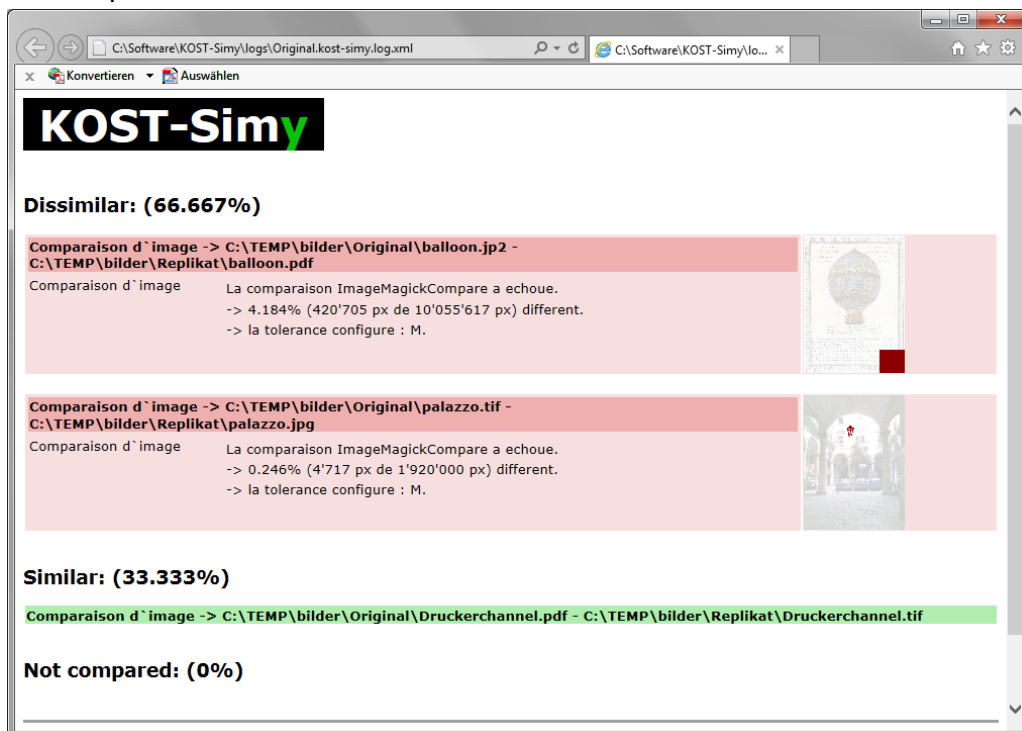 C:\Software\KOST-Simy\logs\Original.kost-simy.log.xml
C:\Software\KOST-Simy\lo...
x Konvertieren Auswählen
KOST-Simy
Dissimilar: (66.667%)
Comparaison d`image -> C:\TEMP\bilder\Original\balloon.jp2 -
C:\TEMP\bilder\Replikat\balloon.pdf
Comparaison d`image La comparaison ImageMagickCompare a echoue.
-> 4.184% (420'705 px de 10'055'617 px) different.
-> la tolerance configure : M.
Comparaison d`image -> C:\TEMP\bilder\Original\palazzo.tif -
C:\TEMP\bilder\Replikat\palazzo.jpg
Comparaison d`image La comparaison ImageMagickCompare a echoue.
-> 0.246% (4'717 px de 1'920'000 px) different.
-> la tolerance configure : M.
Similar: (33.333%)
Comparaison d`image -> C:\TEMP\bilder\Original\Druckerchannel.pdf - C:\TEMP\bilder\Replikat\Druckerchannel.tif
Not compared: (0%)